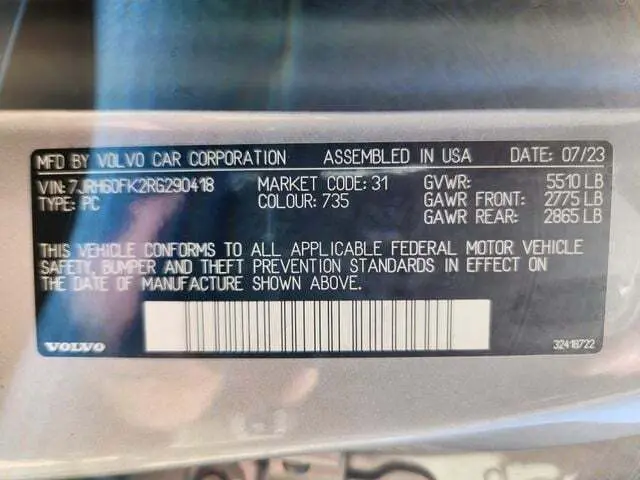 MFD BY VOLVO CAR CORPORATION ASSEMBLED IN USA DATE: 07/23
VIN: 7JRH60FK2RG290418 MARKET CODE: 31 GVWR: 5510 LB
TYPE: PC COLOUR: 735 GAWR FRONT: 2775 LB
GAWR REAR: 2865 LB
THIS VEHICLE CONFORMS TO ALL APPLICABLE FEDERAL MOTOR VEHICLE
SAFETY, BUMPER AND THEFT PREVENTION STANDARDS IN EFFECT ON
THE DATE OF MANUFACTURE SHOWN ABOVE.
VOLVO 32418722